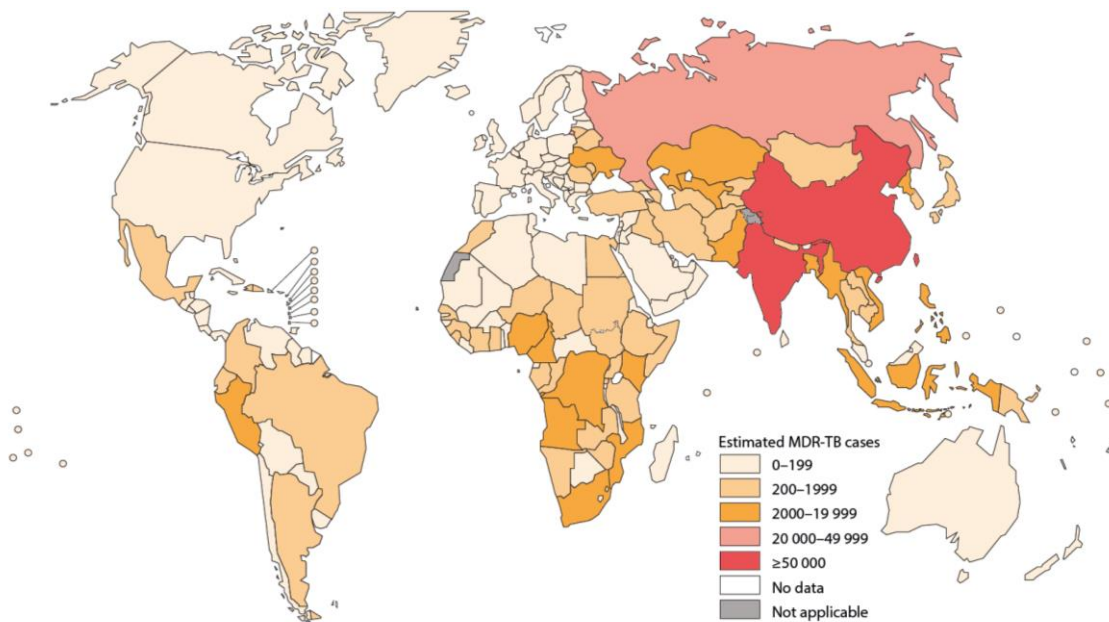 Estimated MDR-TB cases
0–199
200–1999
2000–19 999
20 000–49 999
≥50 000
No data
Not applicable